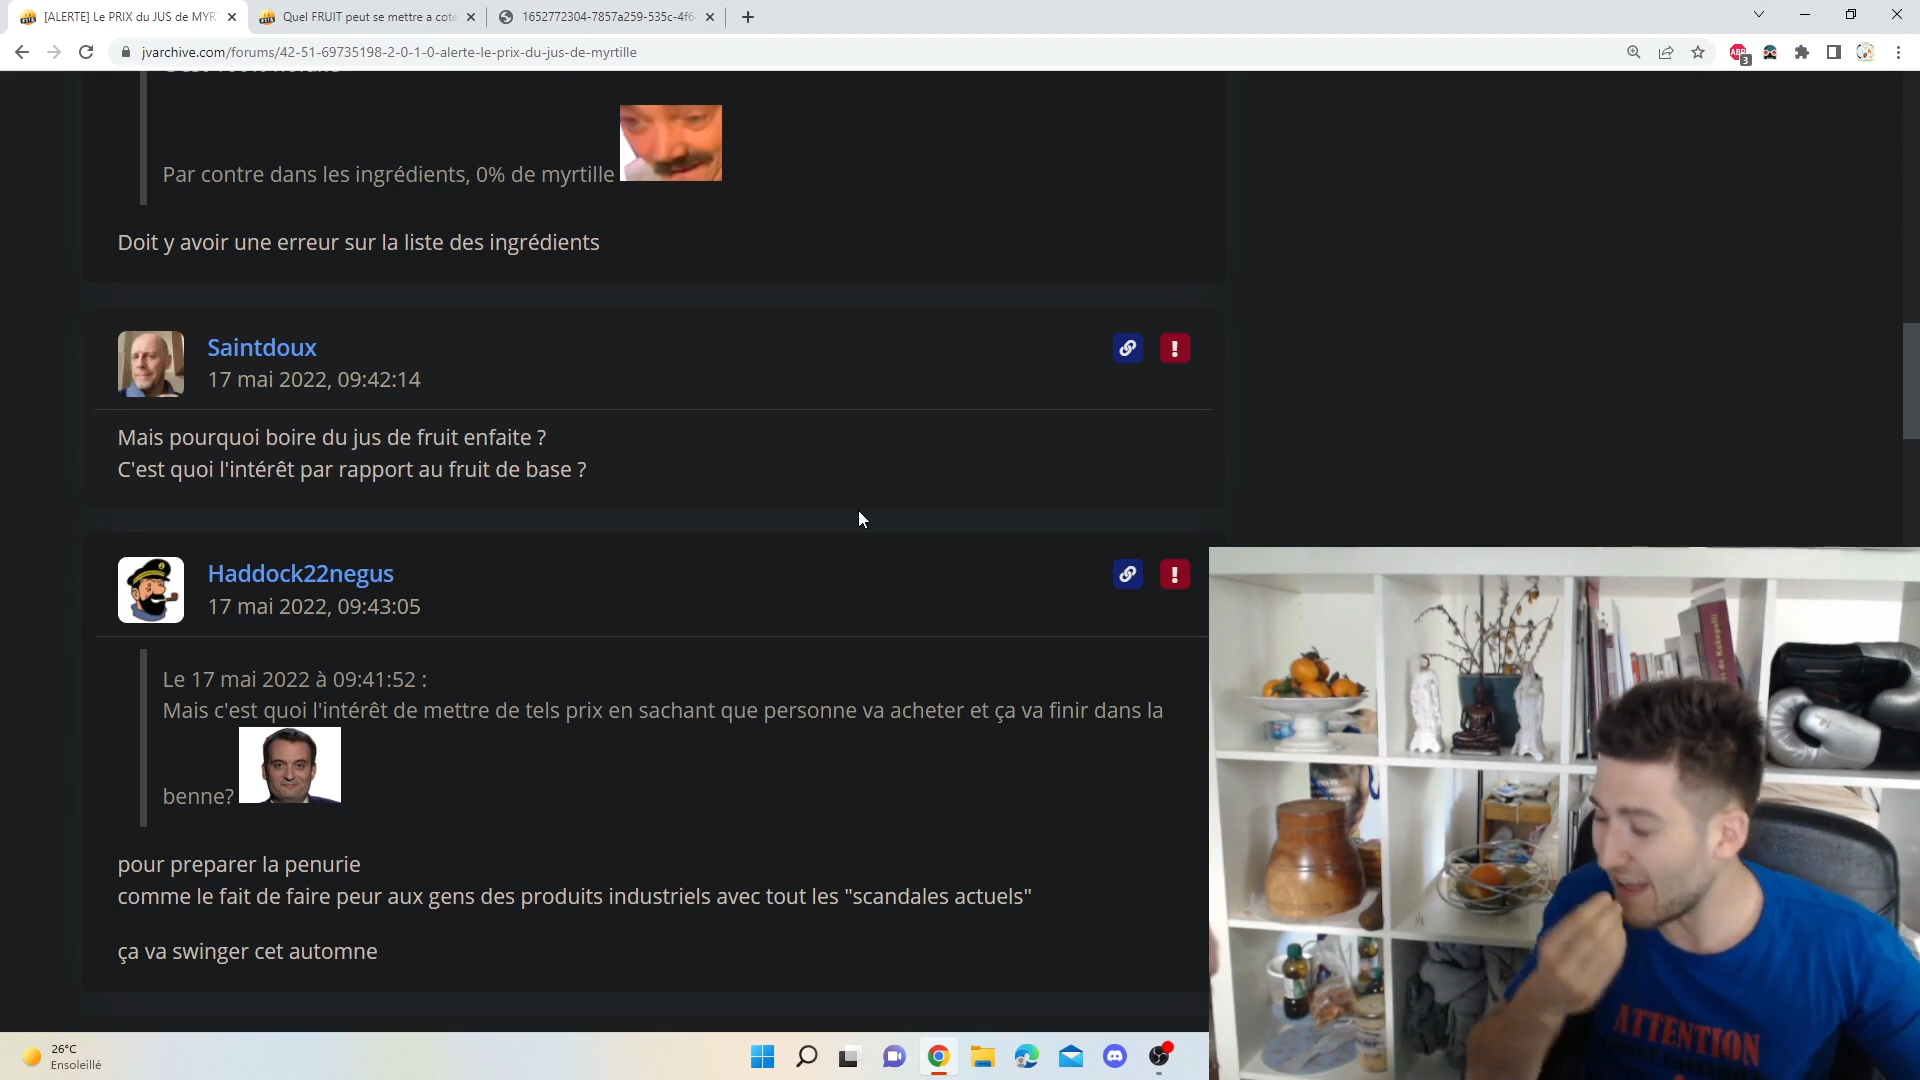 [ALERTE] Le PRIX du JUS de MYR
Quel FRUIT peut se mettre a cote
1652772304-7857a259-535c-4f6
jvarchive.com/forums/42-51-69735198-2-0-1-0-alerte-le-prix-du-jus-de-myrtille
ABP
3
Par contre dans les ingrédients, 0% de myrtille
Doit y avoir une erreur sur la liste des ingrédients
Saintdoux
17 mai 2022, 09:42:14
Mais pourquoi boire du jus de fruit enfaite ?
C'est quoi l'intérêt par rapport au fruit de base ?
Haddock22negus
17 mai 2022, 09:43:05
Le 17 mai 2022 à 09:41:52 :
Mais c'est quoi l'intérêt de mettre de tels prix en sachant que personne va acheter et ça va finir dans la
benne?
pour preparer la penurie
comme le fait de faire peur aux gens des produits industriels avec tout les "scandales actuels"
ça va swinger cet automne
ATTENTION
26°C
Ensoleillé